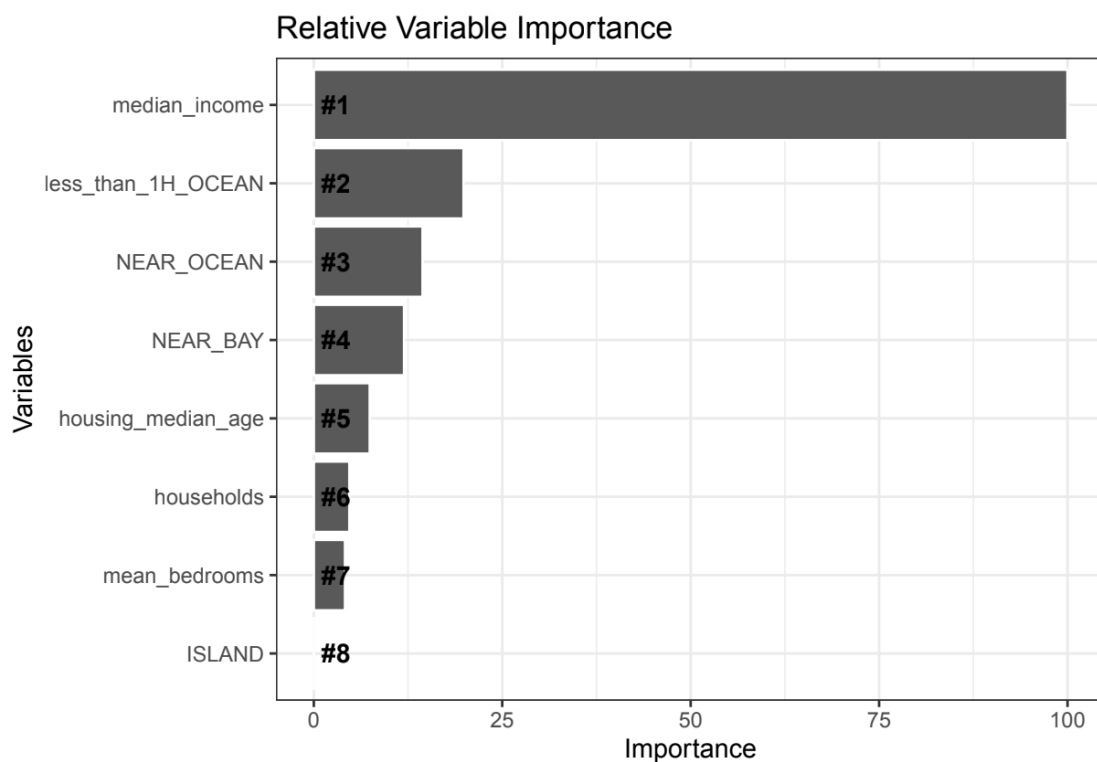 Relative Variable Importance
Variables
median_income #1
less_than_1H_OCEAN #2
NEAR_OCEAN #3
NEAR_BAY #4
housing_median_age #5
households #6
mean_bedrooms #7
ISLAND #8
0 25 50 75 100
Importance